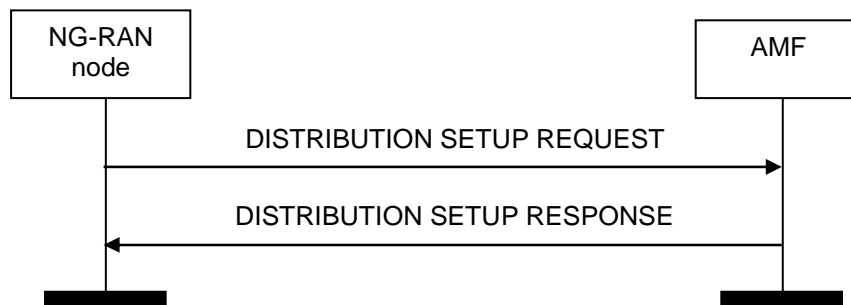 NG-RAN
node
AMF
DISTRIBUTION SETUP REQUEST
DISTRIBUTION SETUP RESPONSE